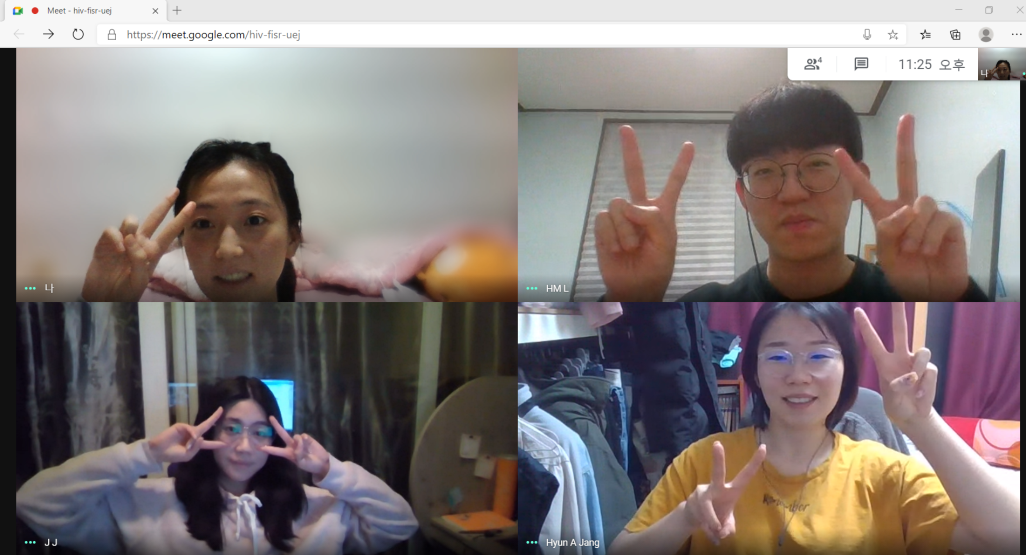 Meet - hiv-fisr-uej
https://meet.google.com/hiv-fisr-uej
4
11:25 오후
나
나
HM L
J J
Hyun A Jang